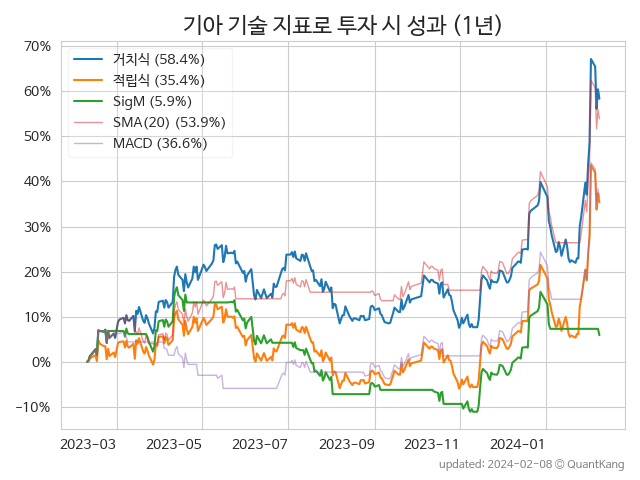 기아 기술 지표로 투자 시 성과 (1년)
70%
60%
50%
40%
30%
20%
10%
0%
−10%
거치식 (58.4%)
적립식 (35.4%)
SigM (5.9%)
SMA(20) (53.9%)
MACD (36.6%)
2023-03 2023-05 2023-07 2023-09 2023-11 2024-01
updated: 2024-02-08 © QuantKang